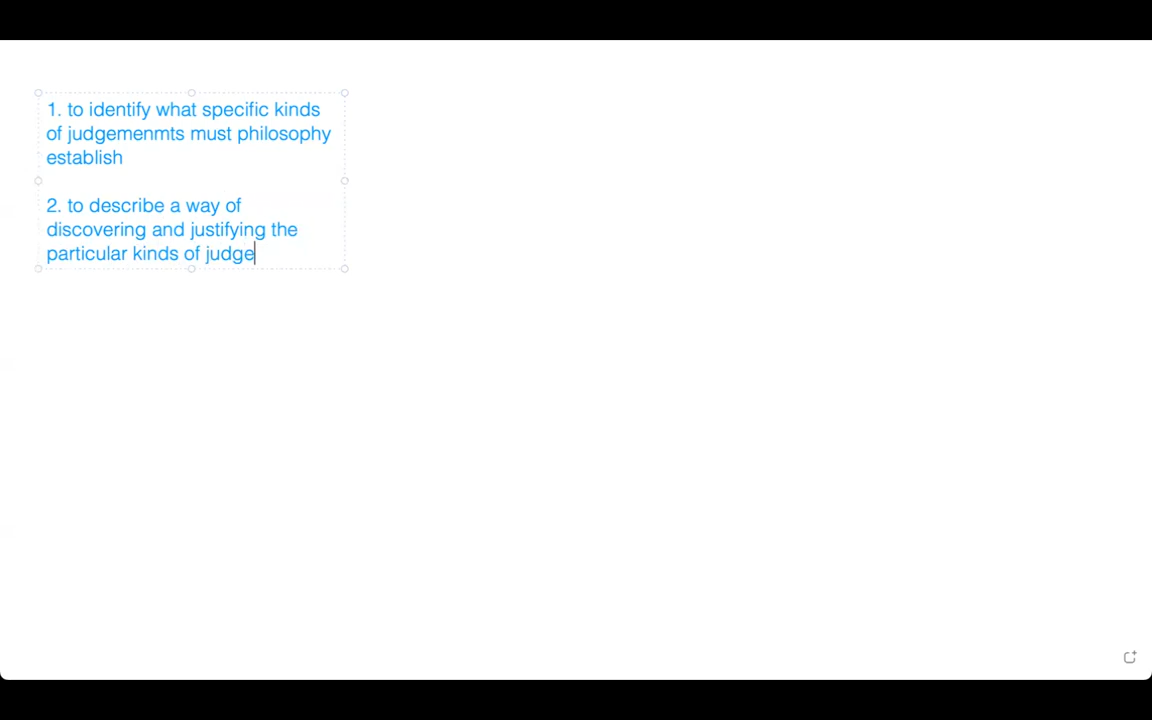 1. to identify what specific kinds
of judgemenmts must philosophy
establish
2. to describe a way of
discovering and justifying the
particular kinds of judge